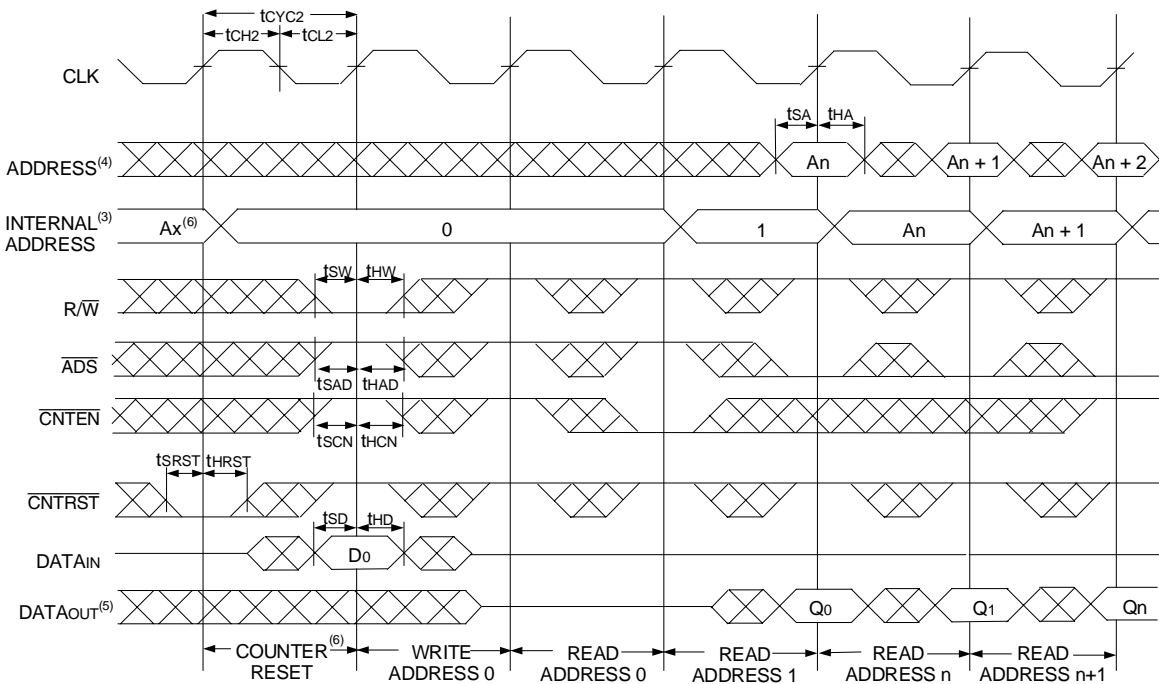 tCYC2
tCH2 tCL2
CLK
tSA tHA
ADDRESS(4) An An + 1 An + 2
INTERNAL(3) ADDRESS Ax(6) 0 1 An An + 1
tSW tHW
R/W̅
A̅D̅S̅
tSAD tHAD
C̅N̅T̅E̅N̅
tSCN tHCN
tSRST tHRST
C̅N̅T̅R̅S̅T̅
tSD tHD
DATAIN D0
DATAOUT(5) Q0 Q1 Qn
COUNTER(6) RESET WRITE ADDRESS 0 READ ADDRESS 0 READ ADDRESS 1 READ ADDRESS n READ ADDRESS n+1